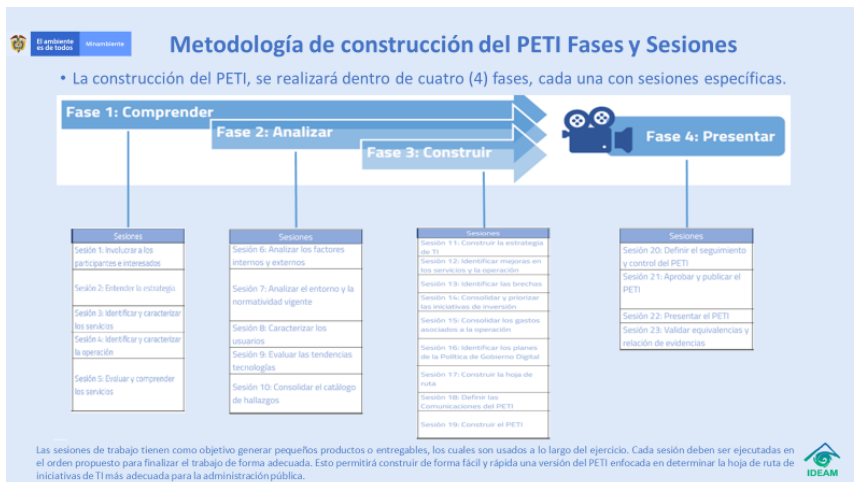 El ambiente
es de todos
Minambiente
Metodología de construcción del PETI Fases y Sesiones
• La construcción del PETI, se realizará dentro de cuatro (4) fases, cada una con sesiones específicas.
Fase 1: Comprender
Fase 2: Analizar
Fase 3: Construir
Fase 4: Presentar
Sesiones
Sesión 1: Involucrar a los
participantes e interesados
Sesión 2: Entender la estrategia
Sesión 3: Identificar y caracterizar
los servicios
Sesión 4: Identificar y caracterizar
la operación
Sesión 5: Evaluar y comprender
los servicios
Sesiones
Sesión 6: Analizar los factores
internos y externos
Sesión 7: Analizar el entorno y la
normatividad vigente
Sesión 8: Caracterizar los
usuarios
Sesión 9: Evaluar las tendencias
tecnologías
Sesión 10: Consolidar el catálogo
de hallazgos
Sesiones
Sesión 11: Construir la estrategia
de TI
Sesión 12: Identificar mejoras en
los servicios y la operación
Sesión 13: Identificar las brechas
Sesión 14: Consolidar y priorizar
las iniciativas de inversión
Sesión 15: Consolidar los gastos
asociados a la operación
Sesión 16: Identificar los planes
de la Política de Gobierno Digital
Sesión 17: Construir la hoja de
ruta
Sesión 18: Definir las
Comunicaciones del PETI
Sesión 19: Construir el PETI
Sesiones
Sesión 20: Definir el seguimiento
y control del PETI
Sesión 21: Aprobar y publicar el
PETI
Sesión 22: Presentar el PETI
Sesión 23: Validar equivalencias y
relación de evidencias
Las sesiones de trabajo tienen como objetivo generar pequeños productos o entregables, los cuales son usados a lo largo del ejercicio. Cada sesión deben ser ejecutadas en
el orden propuesto para finalizar el trabajo de forma adecuada. Esto permitirá construir de forma fácil y rápida una versión del PETI enfocada en determinar la hoja de ruta de
iniciativas de TI más adecuada para la administración pública.
IDEAM